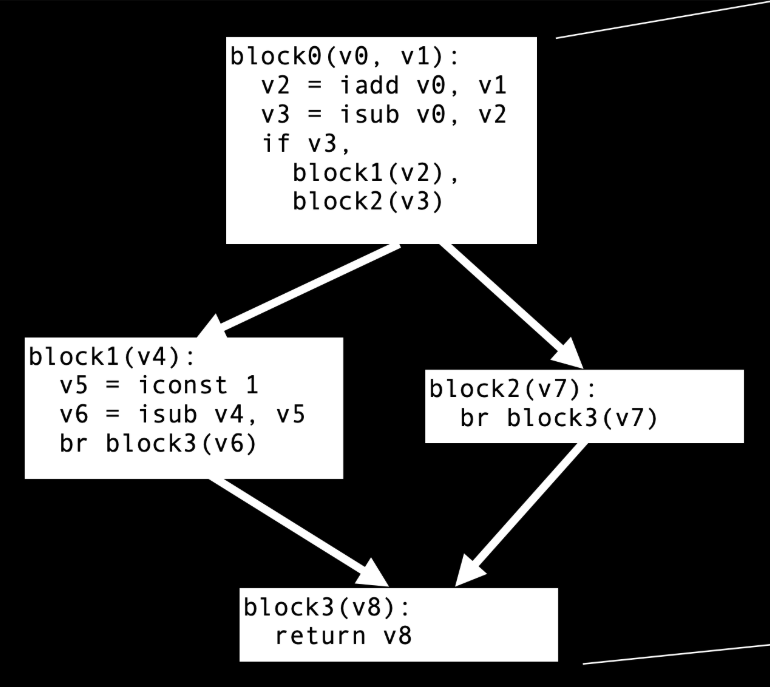 block0(v0, v1):
v2 = iadd v0, v1
v3 = isub v0, v2
if v3,
block1(v2),
block2(v3)
block1(v4):
v5 = iconst 1
v6 = isub v4, v5
br block3(v6)
block2(v7):
br block3(v7)
block3(v8):
return v8